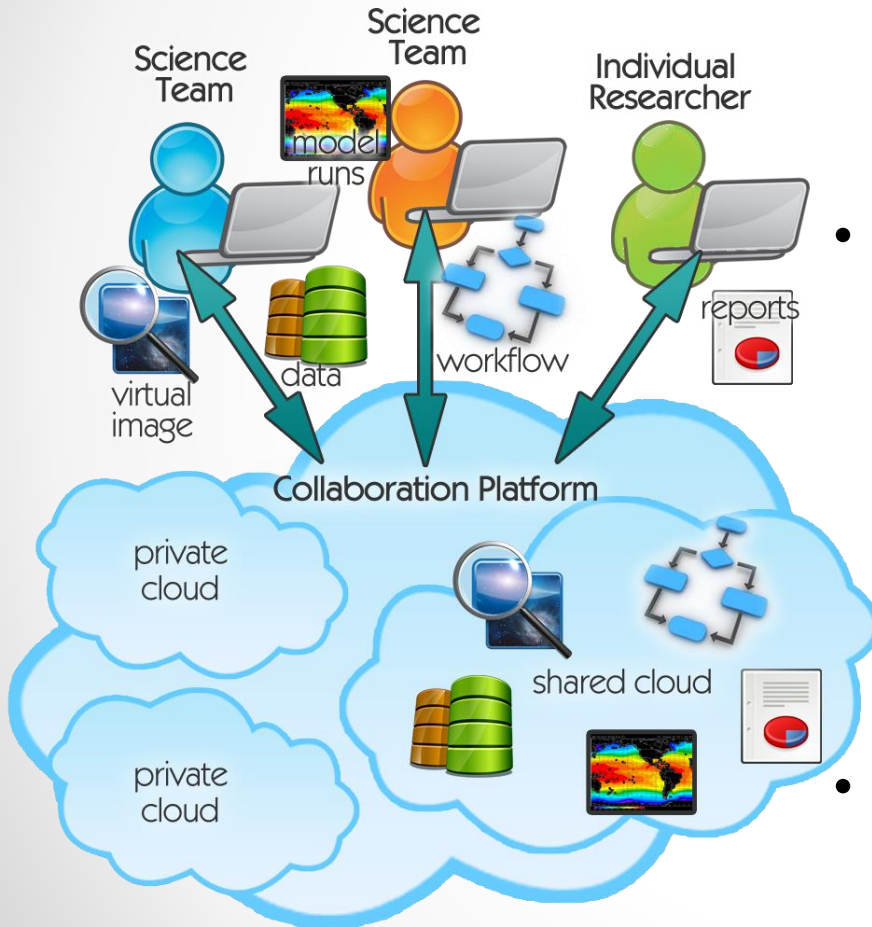 Science
Team
Science
Team
Individual
Researcher
model
runs
reports
data
workflow
virtual
image
Collaboration Platform
private
cloud
shared cloud
private
cloud
•
•